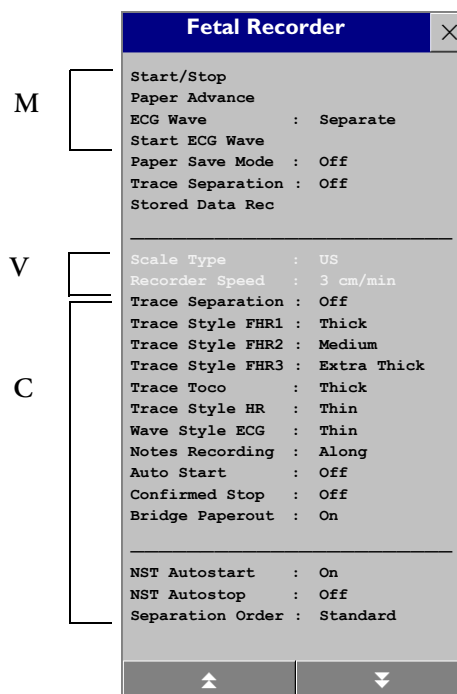 Fetal Recorder
M
Start/Stop
Paper Advance
ECG Wave : Separate
Start ECG Wave
Paper Save Mode : Off
Trace Separation : Off
Stored Data Rec
V
Scale Type : US
Recorder Speed : 3 cm/min
C
Trace Separation : Off
Trace Style FHR1 : Thick
Trace Style FHR2 : Medium
Trace Style FHR3 : Extra Thick
Trace Toco : Thick
Trace Style HR : Thin
Wave Style ECG : Thin
Notes Recording : Along
Auto Start : Off
Confirmed Stop : Off
Bridge Paperout : On
NST Autostart : On
NST Autostop : Off
Separation Order : Standard